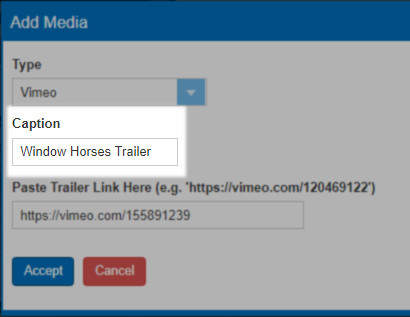 Add Media
Type
Vimeo
Caption
Window Horses Trailer
Paste Trailer Link Here (e.g. 'https://vimeo.com/120469122')
https://vimeo.com/155891239
Accept Cancel